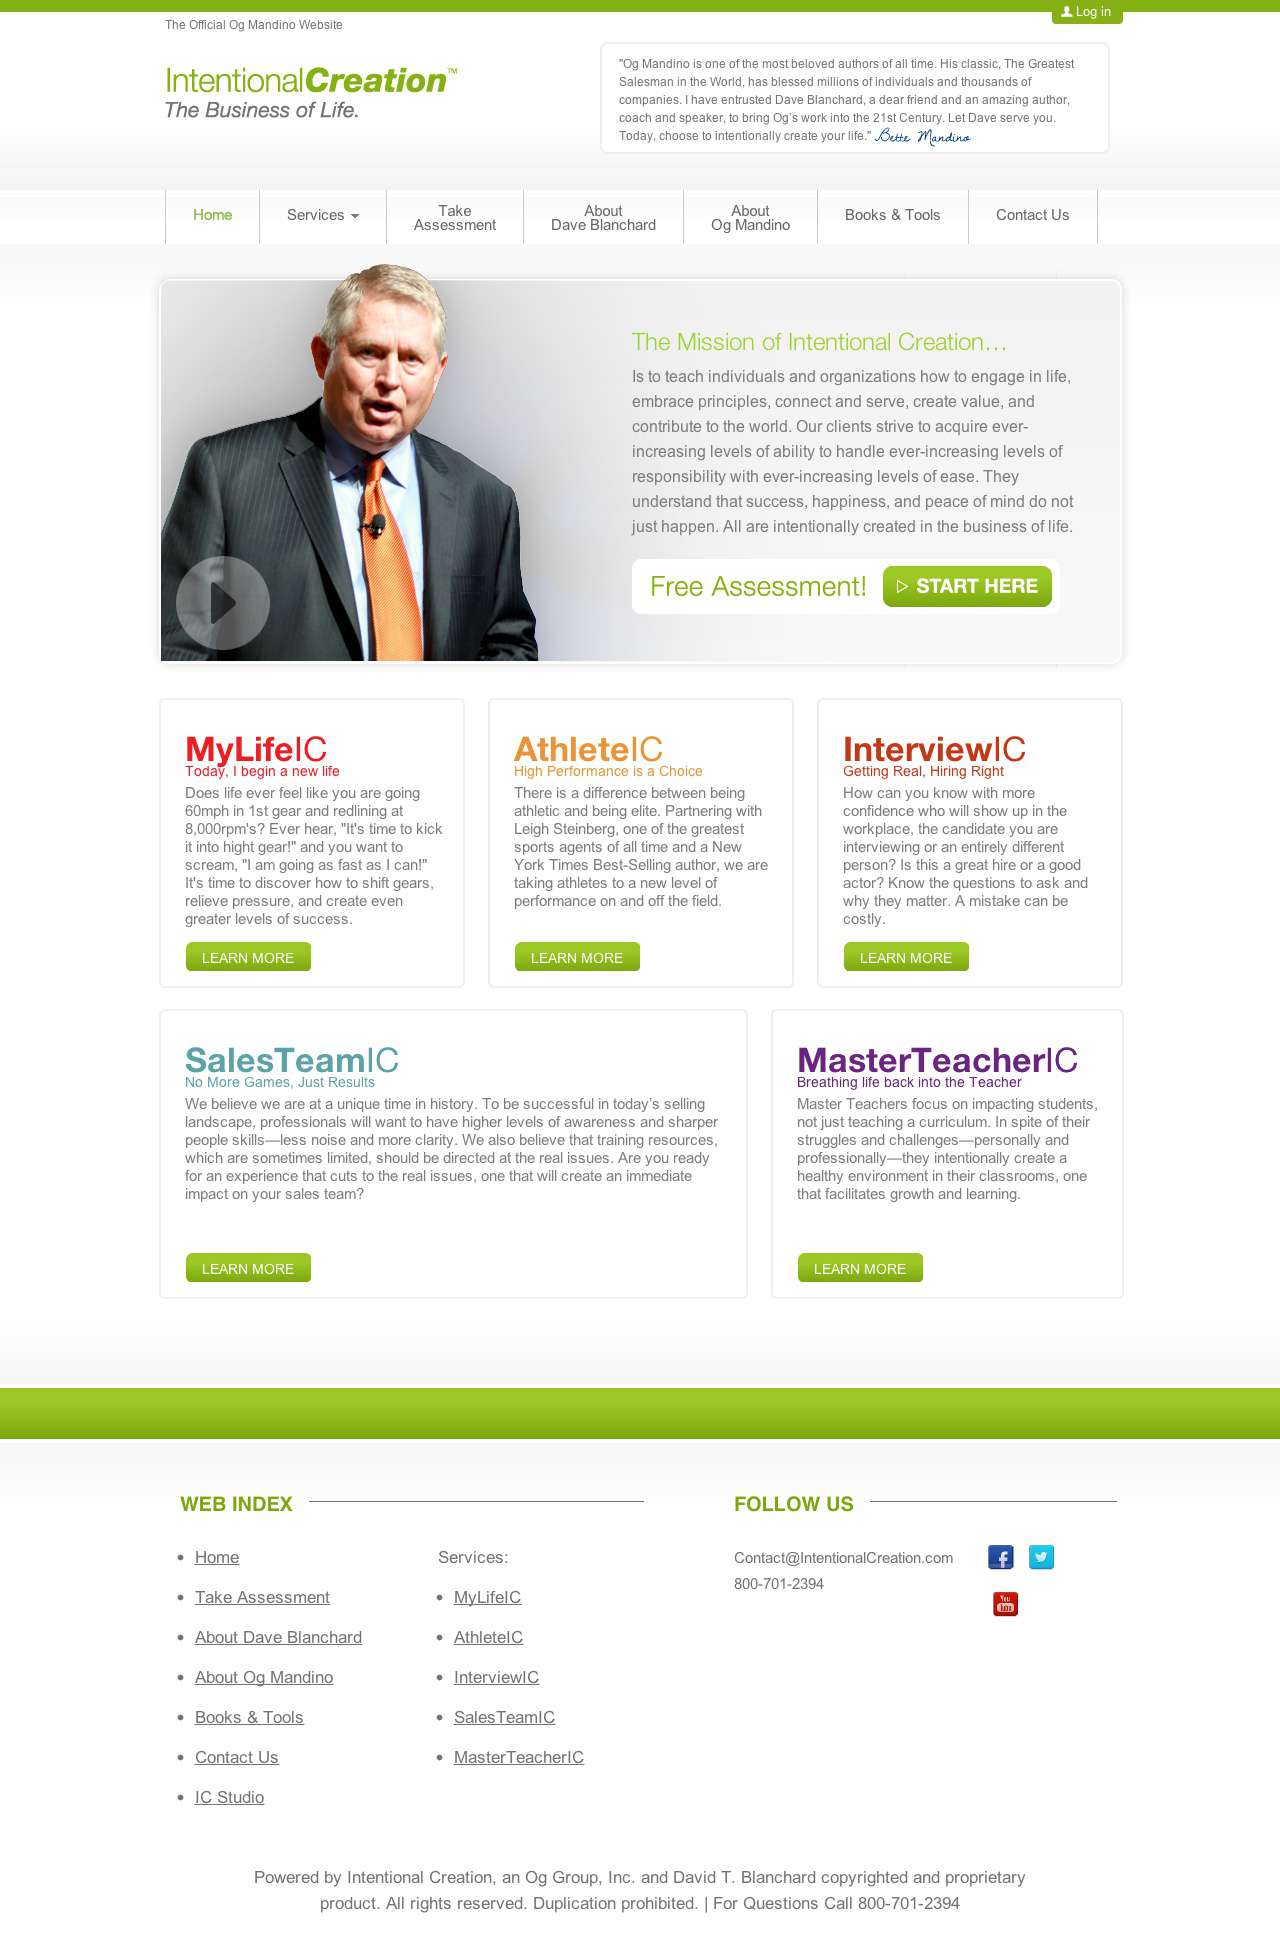 The Official Og Mandino Website
Log in
IntentionalCreation™
The Business of Life.
"Og Mandino is one of the most beloved authors of all time. His classic, The Greatest
Salesman in the World, has blessed millions of individuals and thousands of
companies. I have entrusted Dave Blanchard, a dear friend and an amazing author,
coach and speaker, to bring Og's work into the 21st Century. Let Dave serve you.
Today, choose to intentionally create your life." Bette Mandino
Home
Services
Take
Assessment
About
Dave Blanchard
About
Og Mandino
Books & Tools
Contact Us
The Mission of Intentional Creation…
Is to teach individuals and organizations how to engage in life,
embrace principles, connect and serve, create value, and
contribute to the world. Our clients strive to acquire ever-
increasing levels of ability to handle ever-increasing levels of
responsibility with ever-increasing levels of ease. They
understand that success, happiness, and peace of mind do not
just happen. All are intentionally created in the business of life.
Free Assessment!
START HERE
MyLifeIC
Today, I begin a new life
Does life ever feel like you are going
60mph in 1st gear and redlining at
8,000rpm's? Ever hear, "It's time to kick
it into hight gear!" and you want to
scream, "I am going as fast as I can!"
It's time to discover how to shift gears,
relieve pressure, and create even
greater levels of success.
LEARN MORE
AthleteIC
High Performance is a Choice
There is a difference between being
athletic and being elite. Partnering with
Leigh Steinberg, one of the greatest
sports agents of all time and a New
York Times Best-Selling author, we are
taking athletes to a new level of
performance on and off the field.
LEARN MORE
InterviewIC
Getting Real, Hiring Right
How can you know with more
confidence who will show up in the
workplace, the candidate you are
interviewing or an entirely different
person? Is this a great hire or a good
actor? Know the questions to ask and
why they matter. A mistake can be
costly.
LEARN MORE
SalesTeamIC
No More Games, Just Results
We believe we are at a unique time in history. To be successful in today's selling
landscape, professionals will want to have higher levels of awareness and sharper
people skills—less noise and more clarity. We also believe that training resources,
which are sometimes limited, should be directed at the real issues. Are you ready
for an experience that cuts to the real issues, one that will create an immediate
impact on your sales team?
LEARN MORE
MasterTeacherIC
Breathing life back into the Teacher
Master Teachers focus on impacting students,
not just teaching a curriculum. In spite of their
struggles and challenges—personally and
professionally—they intentionally create a
healthy environment in their classrooms, one
that facilitates growth and learning.
LEARN MORE
WEB INDEX
Home
Take Assessment
About Dave Blanchard
About Og Mandino
Books & Tools
Contact Us
IC Studio
Services:
MyLifeIC
AthleteIC
InterviewIC
SalesTeamIC
MasterTeacherIC
FOLLOW US
Contact@IntentionalCreation.com
800-701-2394
You
Powered by Intentional Creation, an Og Group, Inc. and David T. Blanchard copyrighted and proprietary
product. All rights reserved. Duplication prohibited. | For Questions Call 800-701-2394